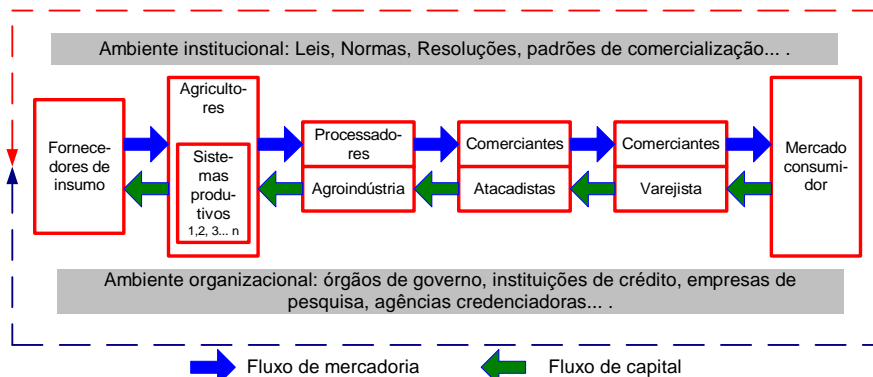 Ambiente institucional: Leis, Normas, Resoluções, padrões de comercialização... .
Fornece-
dores de
insumo
Agriculto-
res
Siste-
mas
produ-
tivos
1,2, 3... n
Processado-
res
Agroindústria
Comerciantes
Atacadistas
Comerciantes
Varejista
Mercado
consumi-
dor
Ambiente organizacional: órgãos de governo, instituições de crédito, empresas de
pesquisa, agências credenciadoras... .
Fluxo de mercadoria
Fluxo de capital